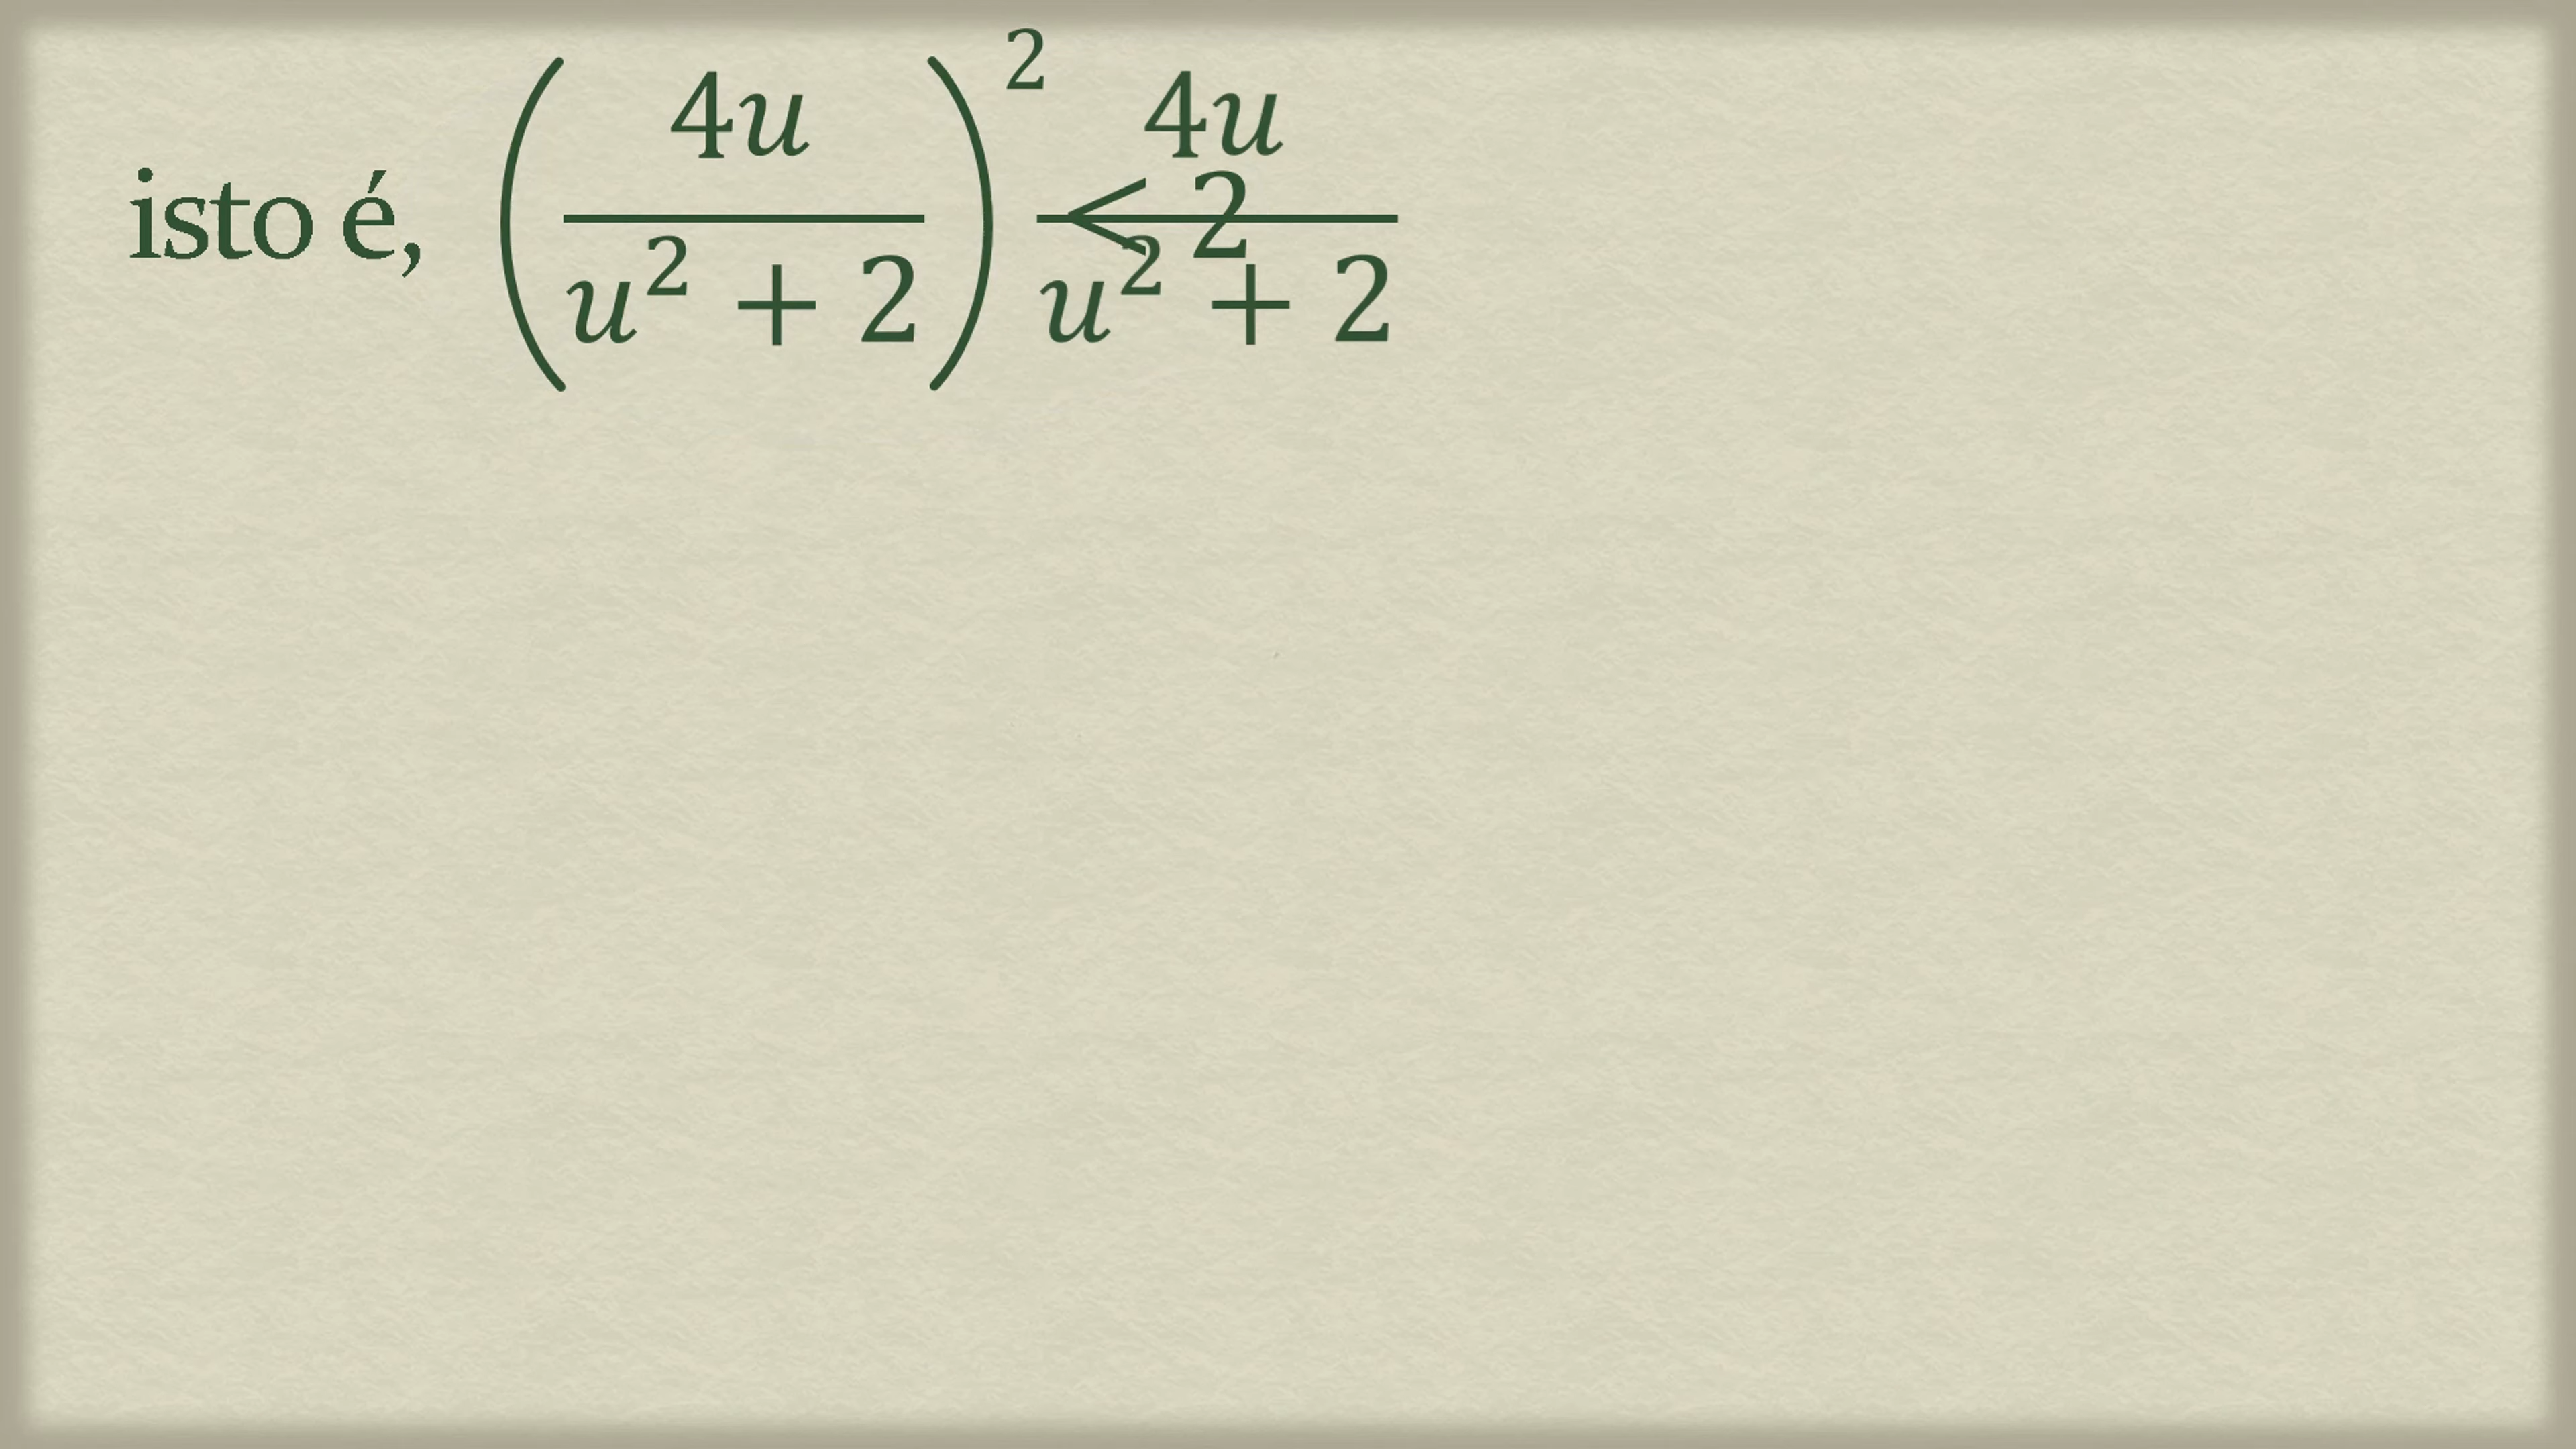 isto é, (4u / (u² + 2))² < 2 4u / (u² + 2)